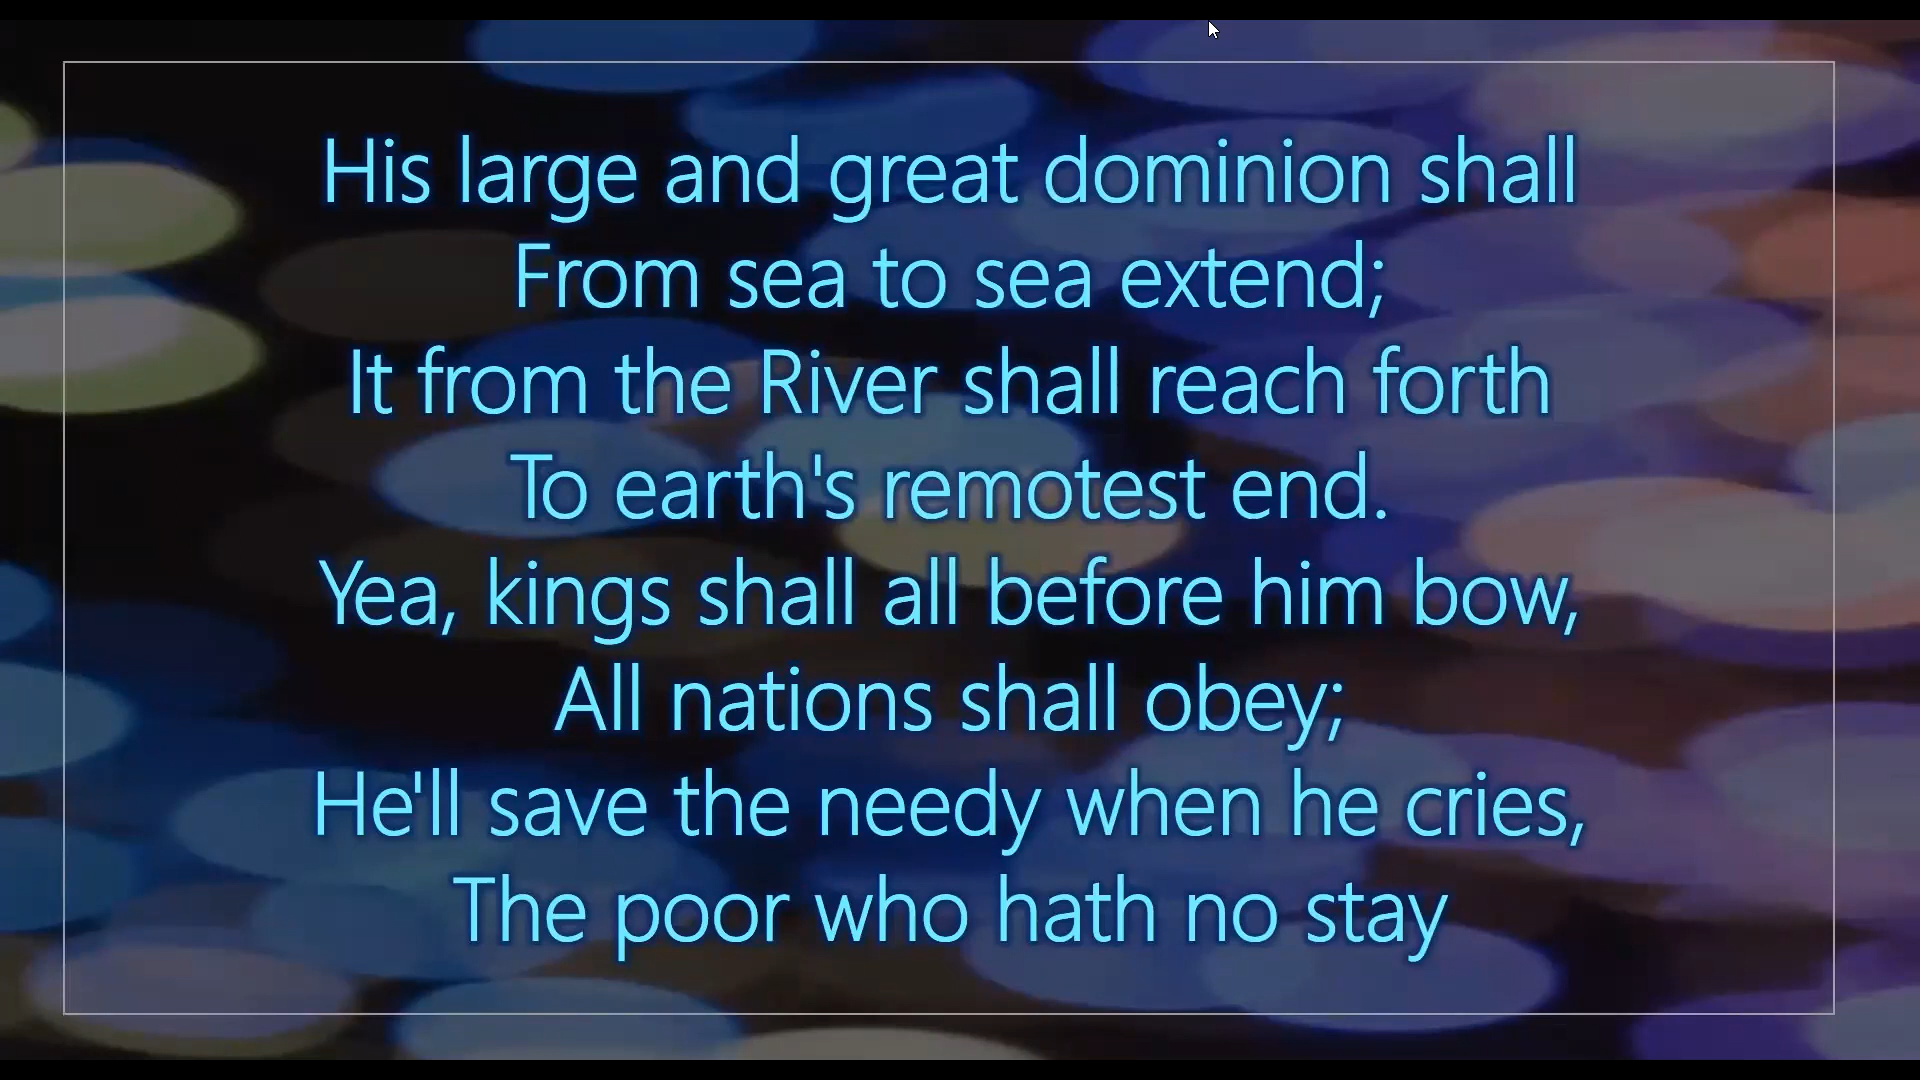 His large and great dominion shall
From sea to sea extend;
It from the River shall reach forth
To earth's remotest end.
Yea, kings shall all before him bow,
All nations shall obey;
He'll save the needy when he cries,
The poor who hath no stay